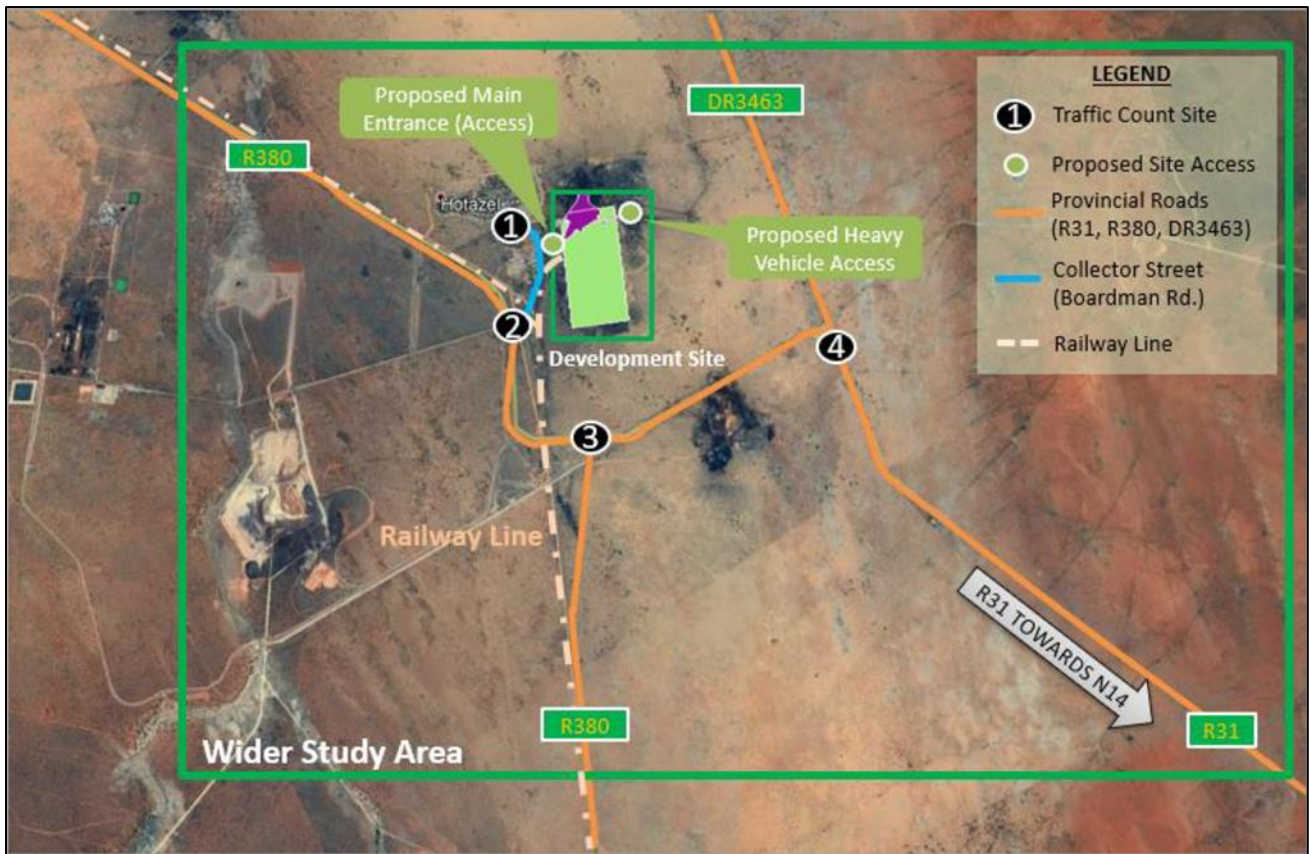 Proposed Main
Entrance (Access)
DR3463
R380
Hotazel
1
2
3
4
Proposed Heavy
Vehicle Access
Development Site
Railway Line
R380
R31 TOWARDS N14
R31
Wider Study Area
LEGEND
1 Traffic Count Site
Proposed Site Access
Provincial Roads
(R31, R380, DR3463)
Collector Street
(Boardman Rd.)
Railway Line